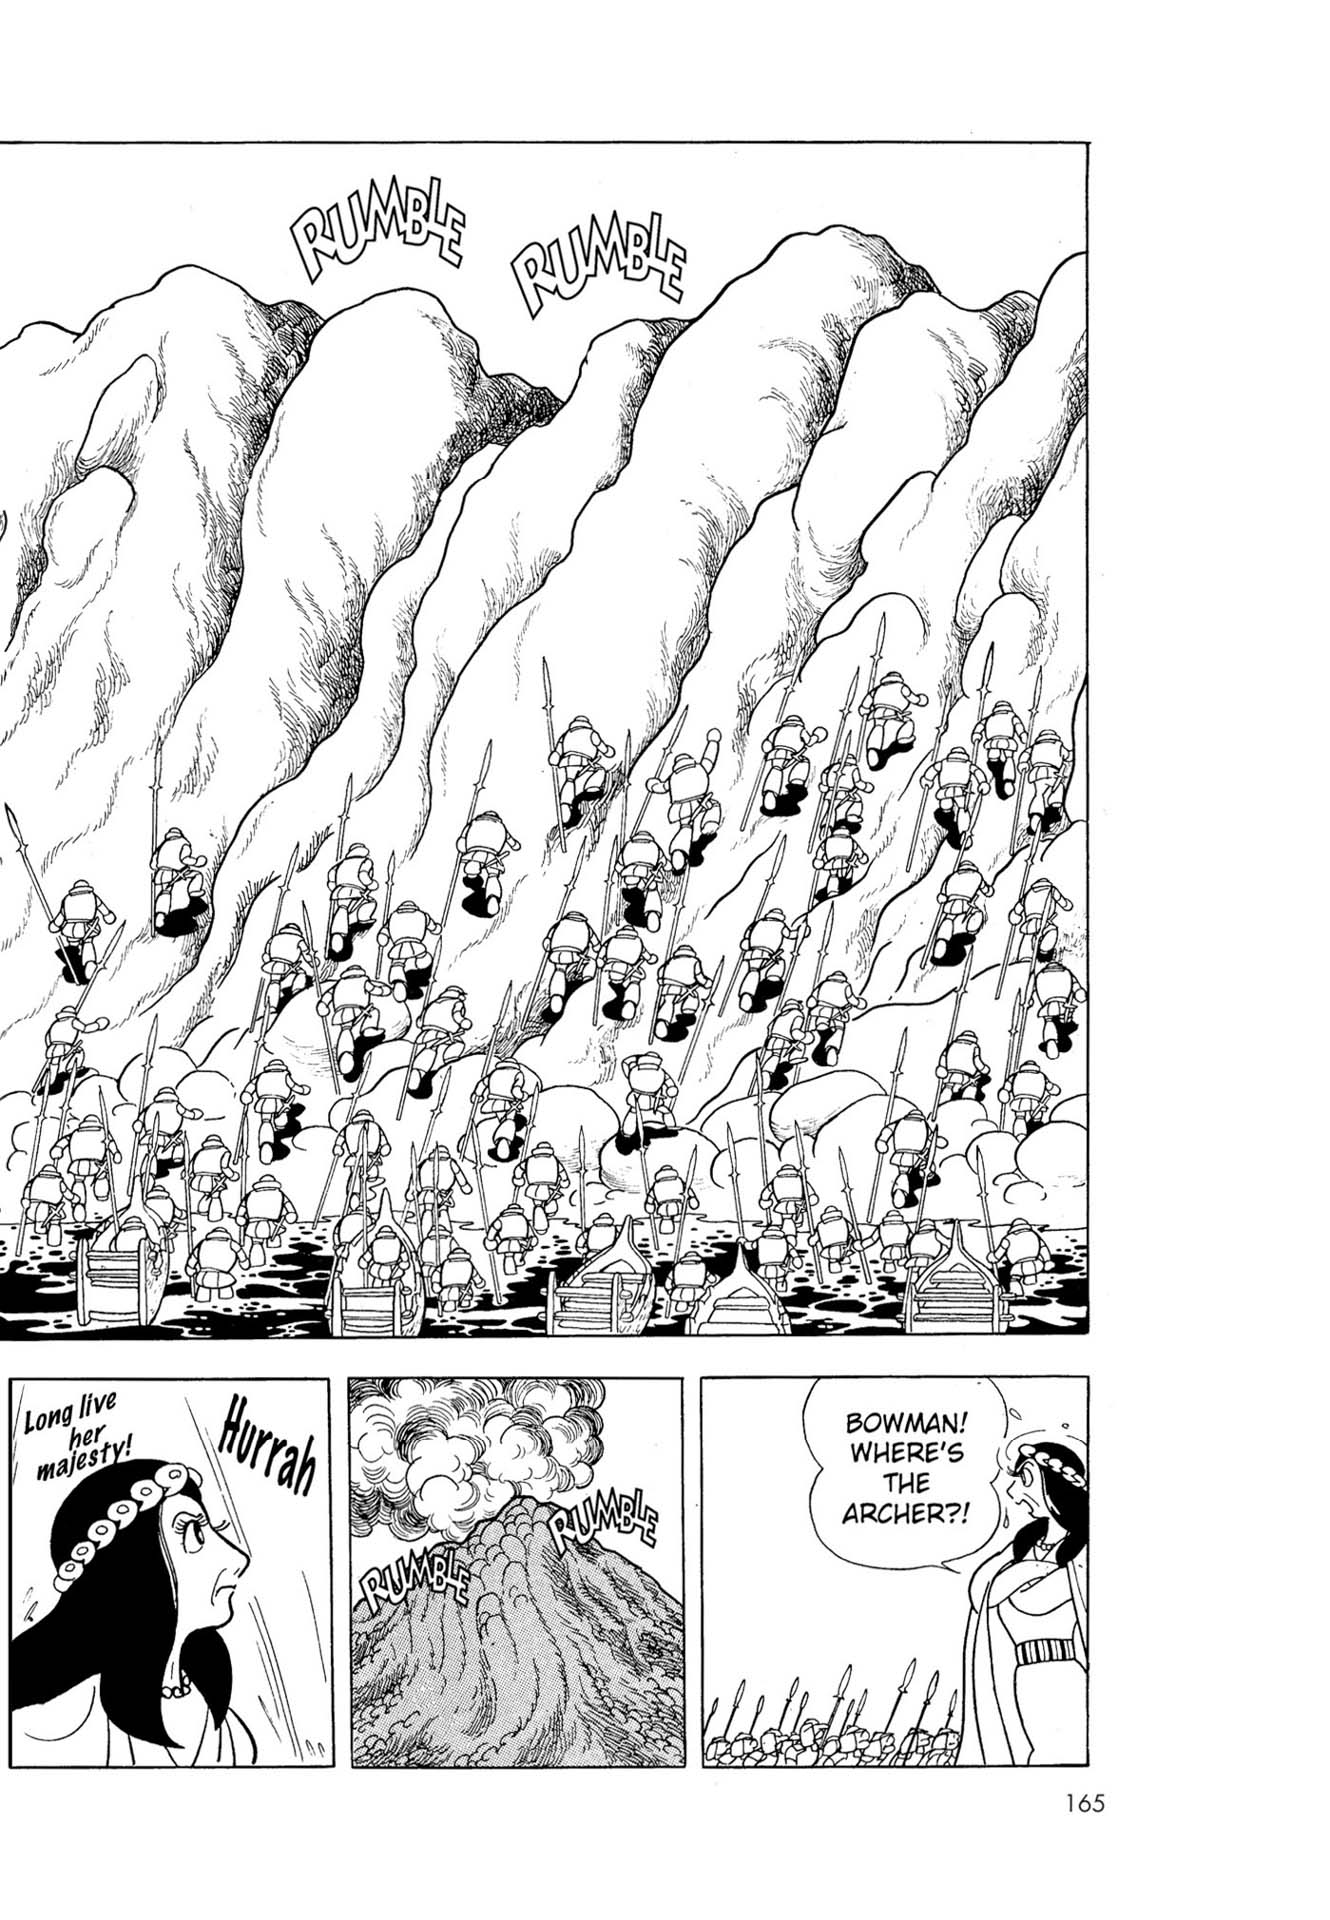 RUMBLE
RUMBLE
Long live
her
majesty!
Hurrah
RUMBLE
RUMBLE
BOWMAN!
WHERE'S
THE
ARCHER?!
165